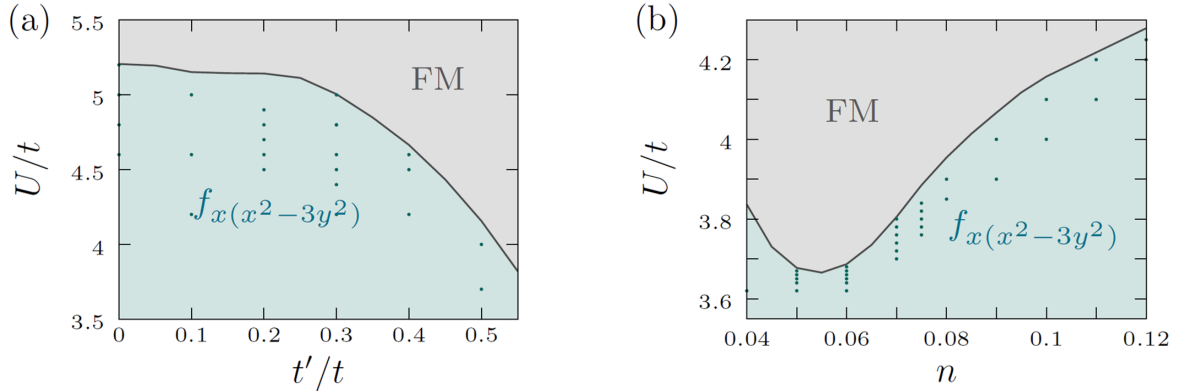 (a)
5.5
5
4.5
4
3.5
U/t
FM
f_{x(x^2-3y^2)}
0 0.1 0.2 0.3 0.4 0.5
t′/t
(b)
4.2
4
3.8
3.6
U/t
FM
f_{x(x^2-3y^2)}
0.04 0.06 0.08 0.1 0.12
n